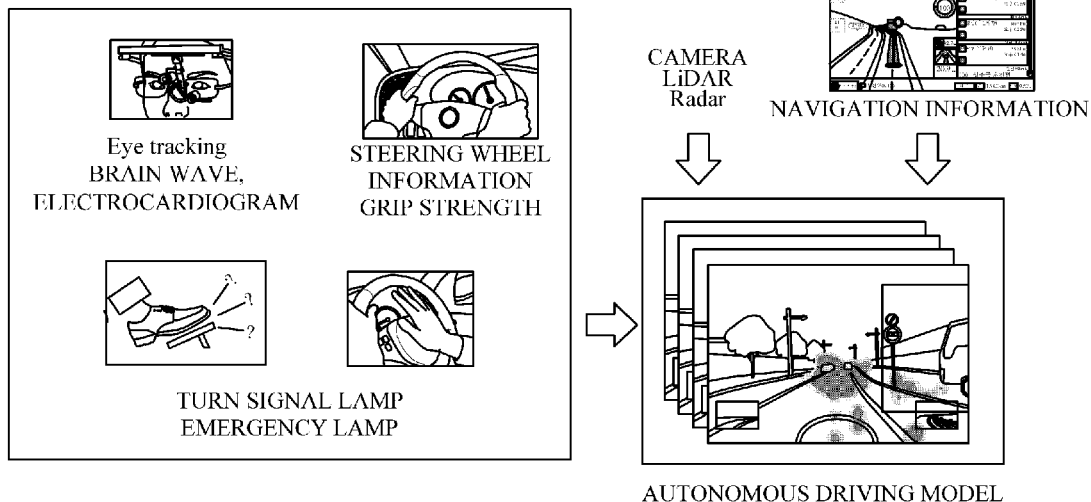 Eye tracking
BRAIN WAVE,
ELECTROCARDIOGRAM
STEERING WHEEL
INFORMATION
GRIP STRENGTH
?
?
?
TURN SIGNAL LAMP
EMERGENCY LAMP
CAMERA
LiDAR
Radar
NAVIGATION INFORMATION
AUTONOMOUS DRIVING MODEL